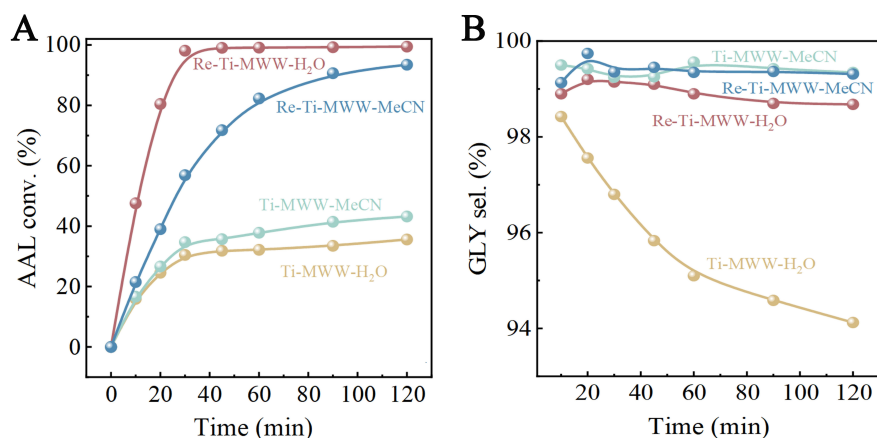 A
AAL conv. (%)
100
80
60
40
20
0
Re-Ti-MWW-H₂O
Re-Ti-MWW-MeCN
Ti-MWW-MeCN
Ti-MWW-H₂O
0 20 40 60 80 100 120
Time (min)
B
GLY sel. (%)
100
98
96
94
Ti-MWW-MeCN
Re-Ti-MWW-MeCN
Re-Ti-MWW-H₂O
Ti-MWW-H₂O
20 40 60 80 100 120
Time (min)